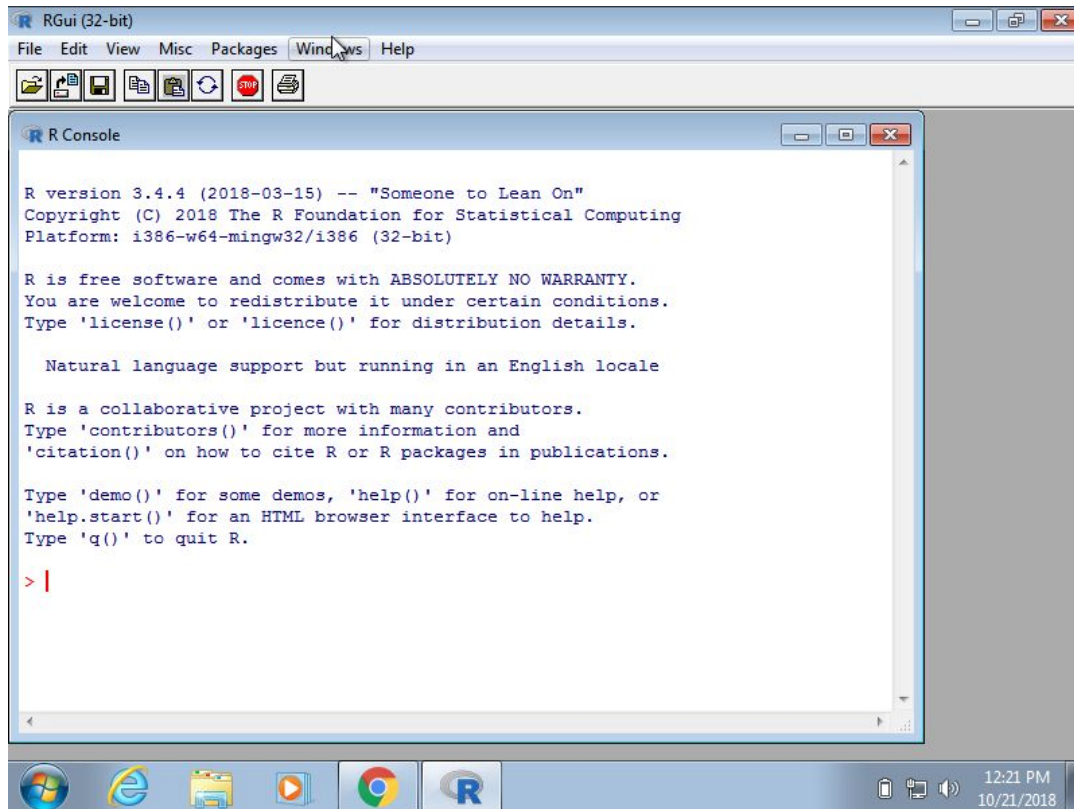 RGui (32-bit)
File Edit View Misc Packages Windows Help
STOP
R Console
R version 3.4.4 (2018-03-15) -- "Someone to Lean On"
Copyright (C) 2018 The R Foundation for Statistical Computing
Platform: i386-w64-mingw32/i386 (32-bit)
R is free software and comes with ABSOLUTELY NO WARRANTY.
You are welcome to redistribute it under certain conditions.
Type 'license()' or 'licence()' for distribution details.
Natural language support but running in an English locale
R is a collaborative project with many contributors.
Type 'contributors()' for more information and
'citation()' on how to cite R or R packages in publications.
Type 'demo()' for some demos, 'help()' for on-line help, or
'help.start()' for an HTML browser interface to help.
Type 'q()' to quit R.
>
12:21 PM
10/21/2018